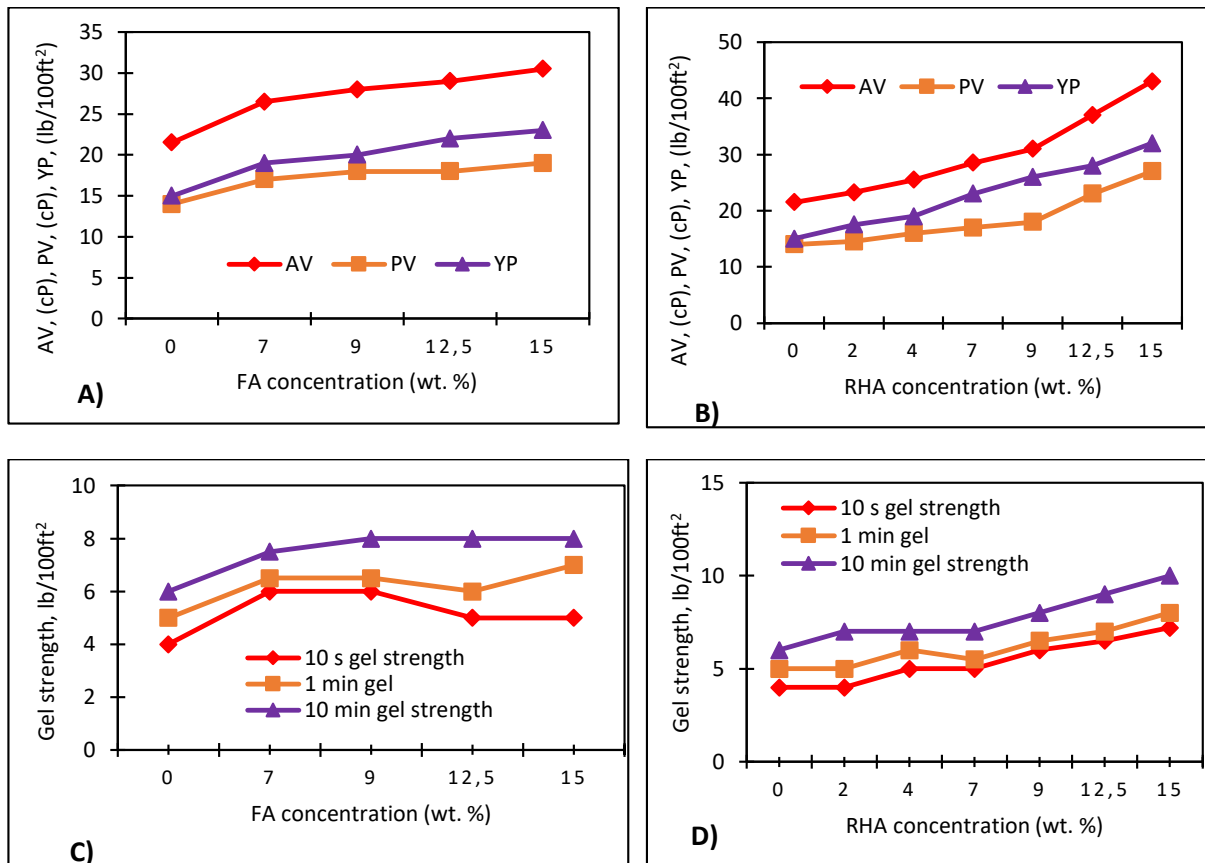 35
30
25
20
15
10
5
0
AV, (cP), PV, (cP), YP, (lb/100ft²)
AV PV YP
0 7 9 12,5 15
FA concentration (wt. %)
A)
50
40
30
20
10
0
AV, (cP), PV, (cP), YP, (lb/100ft²)
AV PV YP
0 2 4 7 9 12,5 15
RHA concentration (wt. %)
B)
10
8
6
4
2
0
Gel strength, lb/100ft²
10 s gel strength
1 min gel
10 min gel strength
0 7 9 12,5 15
FA concentration (wt. %)
C)
15
10
5
0
Gel strength, lb/100ft²
10 s gel strength
1 min gel
10 min gel strength
0 2 4 7 9 12,5 15
RHA concentration (wt. %)
D)